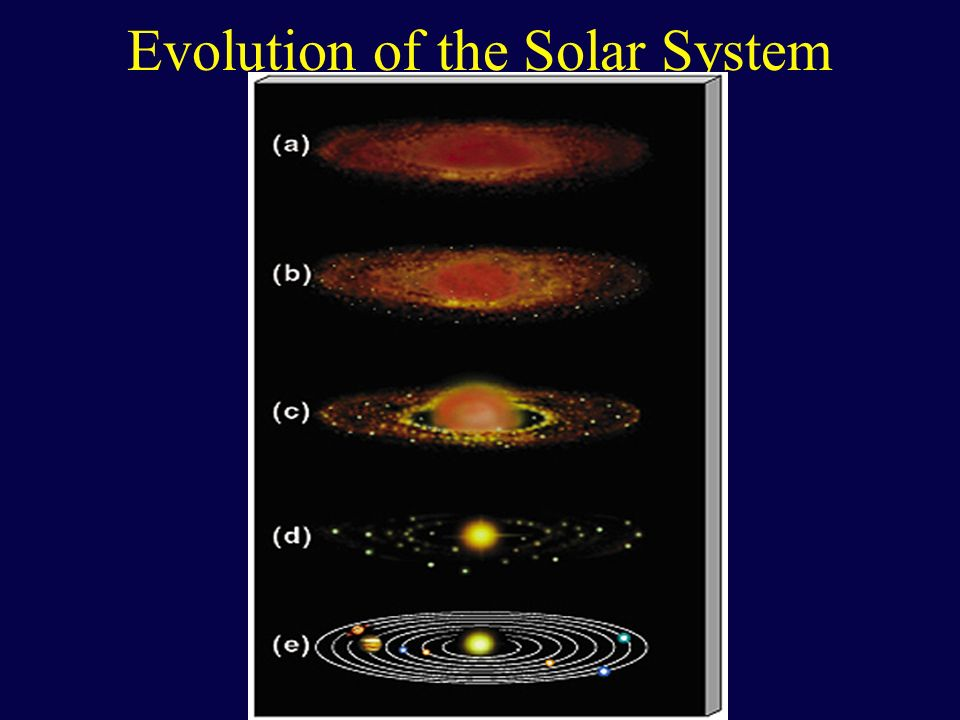 Evolution of the Solar System
(a)
(b)
(c)
(d)
(e)